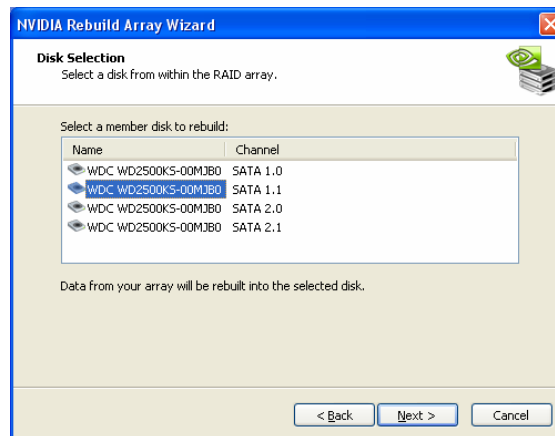 NVIDIA Rebuild Array Wizard
Disk Selection
Select a disk from within the RAID array.
Select a member disk to rebuild:
Name Channel
WDC WD2500KS-00MJB0 SATA 1.0
WDC WD2500KS-00MJB0 SATA 1.1
WDC WD2500KS-00MJB0 SATA 2.0
WDC WD2500KS-00MJB0 SATA 2.1
Data from your array will be rebuilt into the selected disk.
< Back Next > Cancel